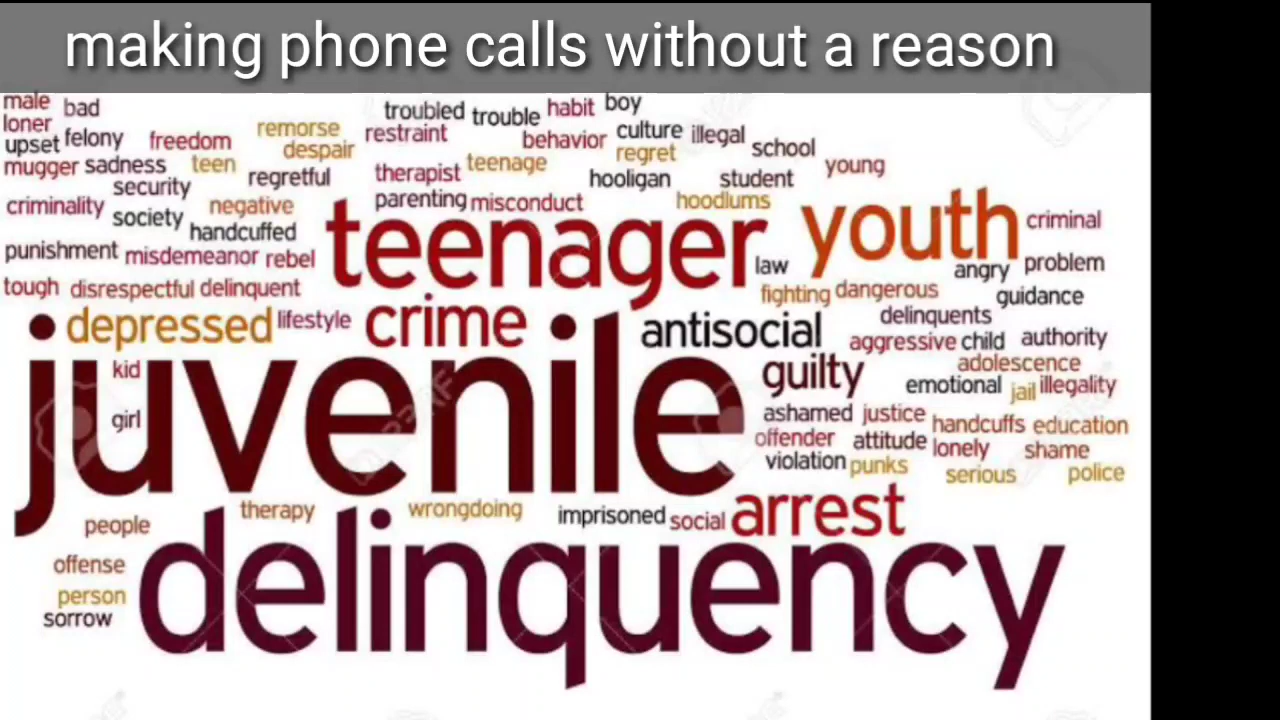 making phone calls without a reason
male bad troubled trouble habit boy
loner remorse restraint behavior culture illegal school
upset felony freedom despair regret young
mugger sadness teen regretful therapist teenage hooligan student
security parenting misconduct hoodlums
criminality society negative teenager youth criminal
handcuffed
punishment misdemeanor rebel law angry problem
tough disrespectful delinquent fighting dangerous guidance
depressed lifestyle crime antisocial delinquents
aggressive child authority
juvenile
kid guilty adolescence
emotional jail illegality
girl ashamed justice handcuffs education
offender attitude lonely shame
violation punks serious police
people therapy wrongdoing imprisoned social arrest
offense delinquency
person
sorrow